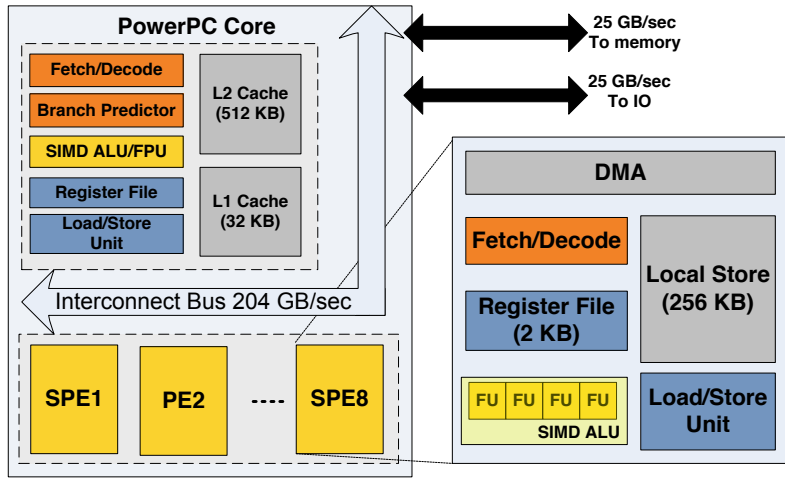 PowerPC Core
Fetch/Decode
Branch Predictor
SIMD ALU/FPU
Register File
Load/Store
Unit
L2 Cache
(512 KB)
L1 Cache
(32 KB)
Interconnect Bus 204 GB/sec
SPE1
PE2
----
SPE8
25 GB/sec
To memory
25 GB/sec
To IO
DMA
Fetch/Decode
Register File
(2 KB)
Local Store
(256 KB)
FU FU FU FU
SIMD ALU
Load/Store
Unit